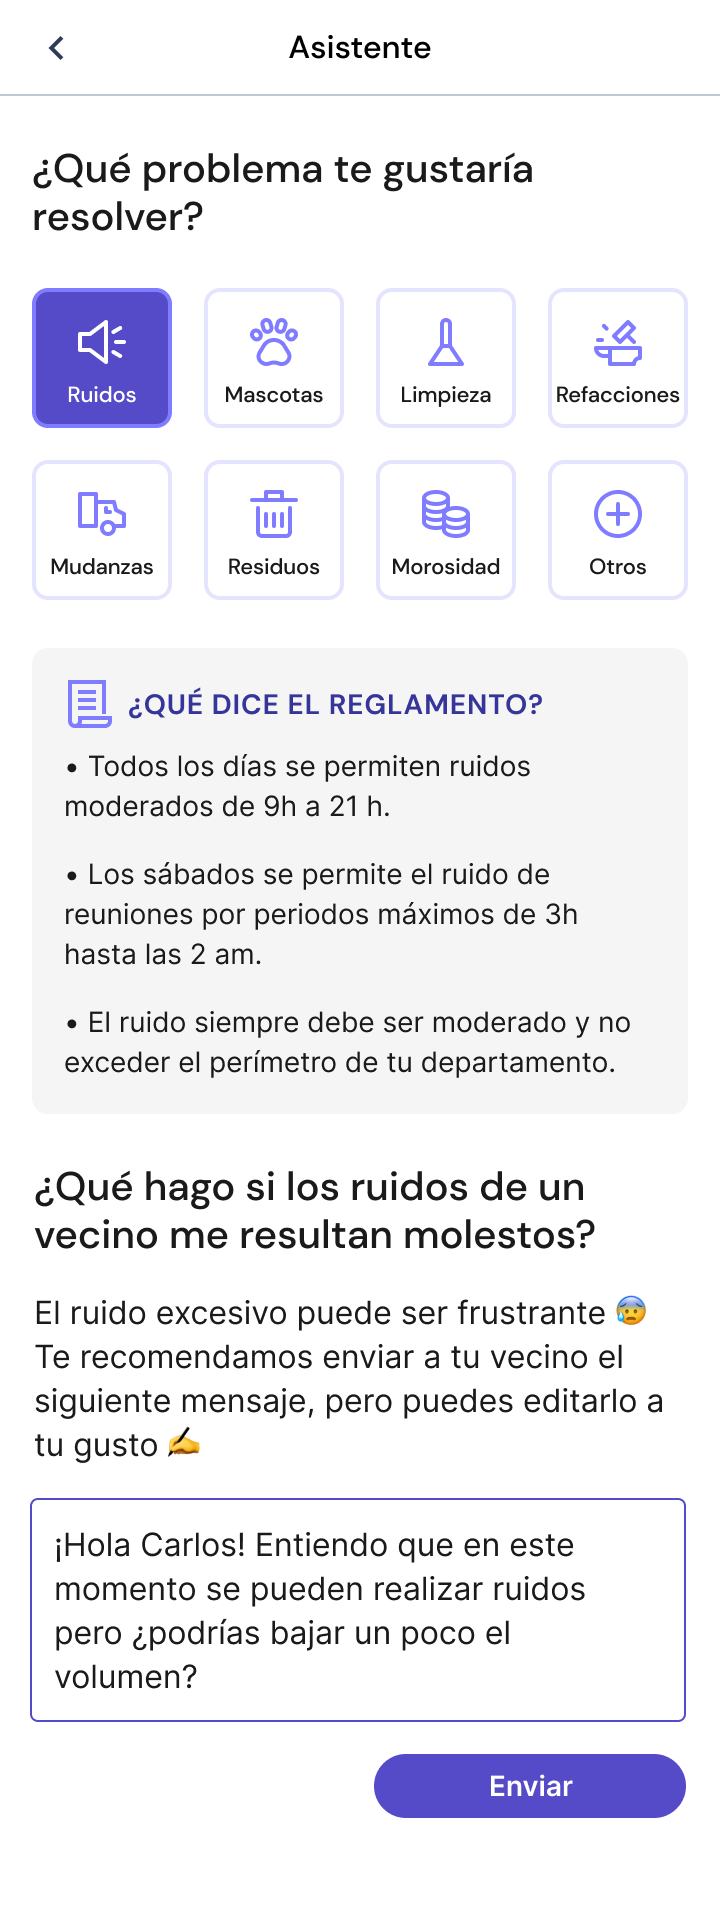 Asistente
¿Qué problema te gustaría
resolver?
Ruidos
Mascotas
Limpieza
Refacciones
Mudanzas
Residuos
Morosidad
Otros
¿QUÉ DICE EL REGLAMENTO?
• Todos los días se permiten ruidos
moderados de 9h a 21 h.
• Los sábados se permite el ruido de
reuniones por periodos máximos de 3h
hasta las 2 am.
• El ruido siempre debe ser moderado y no
exceder el perímetro de tu departamento.
¿Qué hago si los ruidos de un
vecino me resultan molestos?
El ruido excesivo puede ser frustrante 😰
Te recomendamos enviar a tu vecino el
siguiente mensaje, pero puedes editarlo a
tu gusto ✍️
¡Hola Carlos! Entiendo que en este
momento se pueden realizar ruidos
pero ¿podrías bajar un poco el
volumen?
Enviar